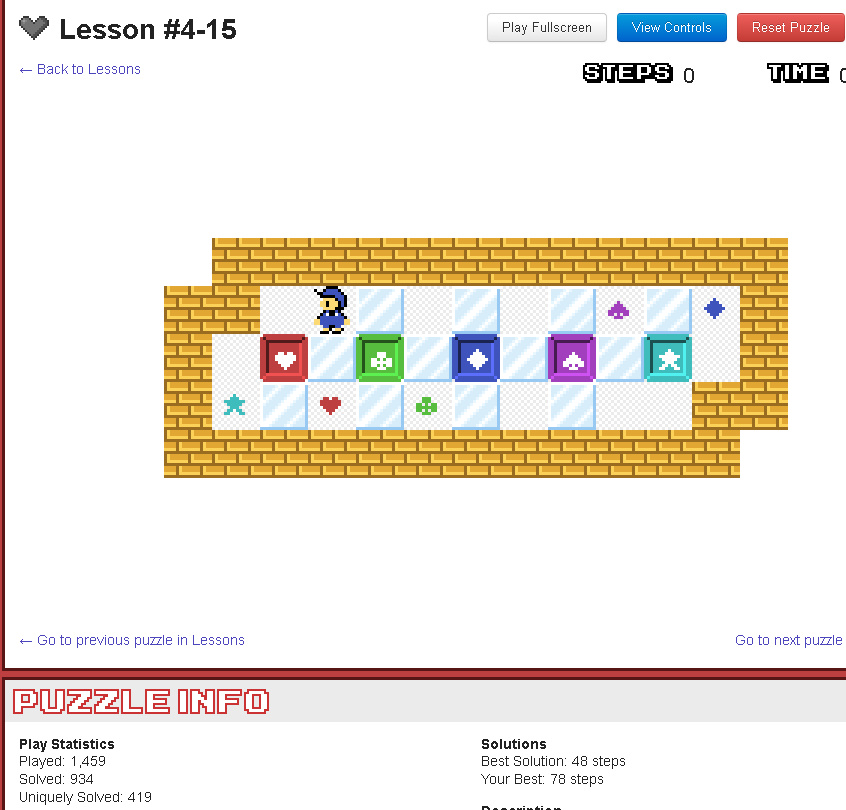 Lesson #4-15
Play Fullscreen
View Controls
Reset Puzzle
← Back to Lessons
STEPS 0
TIME 0
← Go to previous puzzle in Lessons
Go to next puzzle
PUZZLE INFO
Play Statistics
Played: 1,459
Solved: 934
Uniquely Solved: 419
Solutions
Best Solution: 48 steps
Your Best: 78 steps
Description